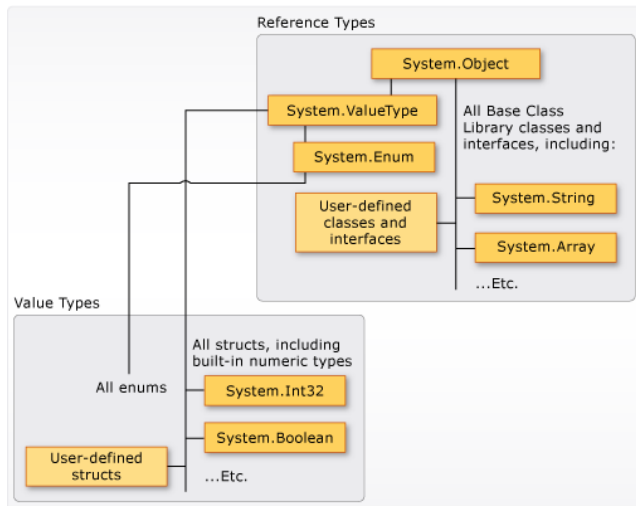 Reference Types
System.Object
System.ValueType
All Base Class
Library classes and
interfaces, including:
System.Enum
User-defined
classes and
interfaces
System.String
System.Array
...Etc.
Value Types
All structs, including
built-in numeric types
All enums
System.Int32
System.Boolean
User-defined
structs
...Etc.